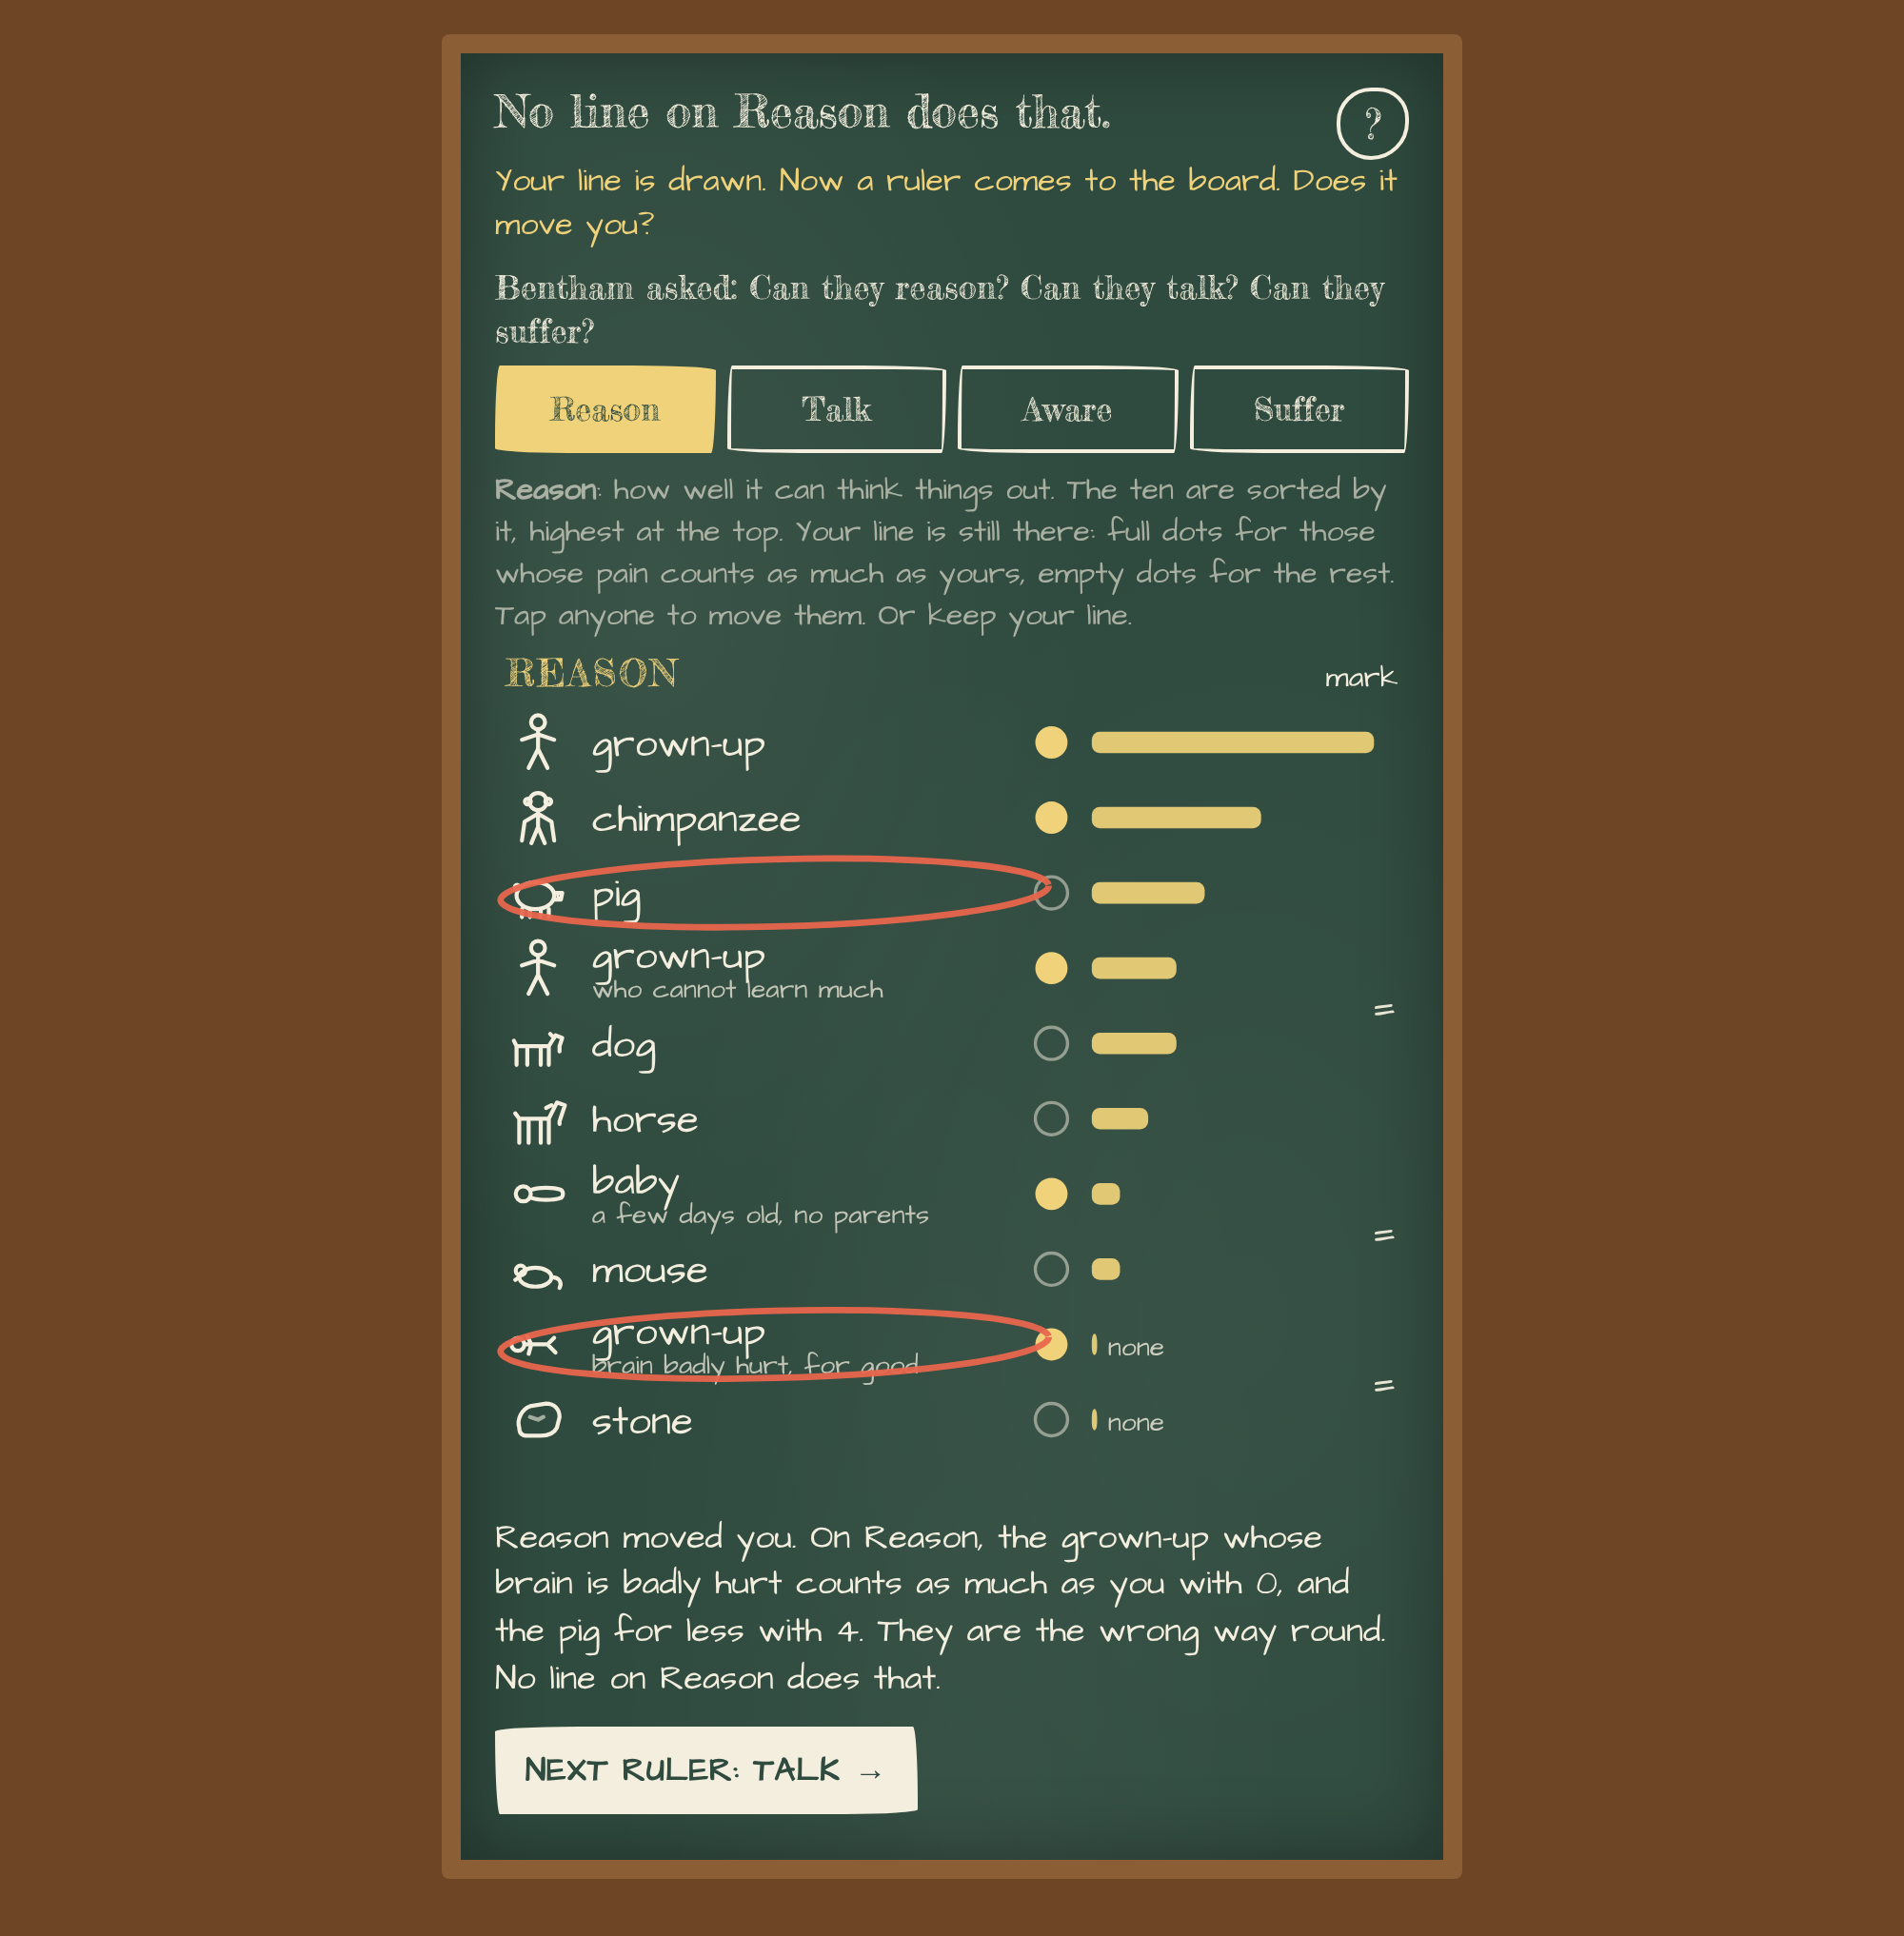 No line on Reason does that.
?
Your line is drawn. Now a ruler comes to the board. Does it
move you?
Bentham asked: Can they reason? Can they talk? Can they
suffer?
Reason
Talk
Aware
Suffer
Reason: how well it can think things out. The ten are sorted by
it, highest at the top. Your line is still there: full dots for those
whose pain counts as much as yours, empty dots for the rest.
Tap anyone to move them. Or keep your line.
REASON
mark
grown-up
chimpanzee
pig
grown-up
who cannot learn much
=
dog
horse
baby
a few days old, no parents
=
mouse
grown-up
brain badly hurt, for good
none
=
stone
none
Reason moved you. On Reason, the grown-up whose
brain is badly hurt counts as much as you with 0, and
the pig for less with 4. They are the wrong way round.
No line on Reason does that.
NEXT RULER: TALK →